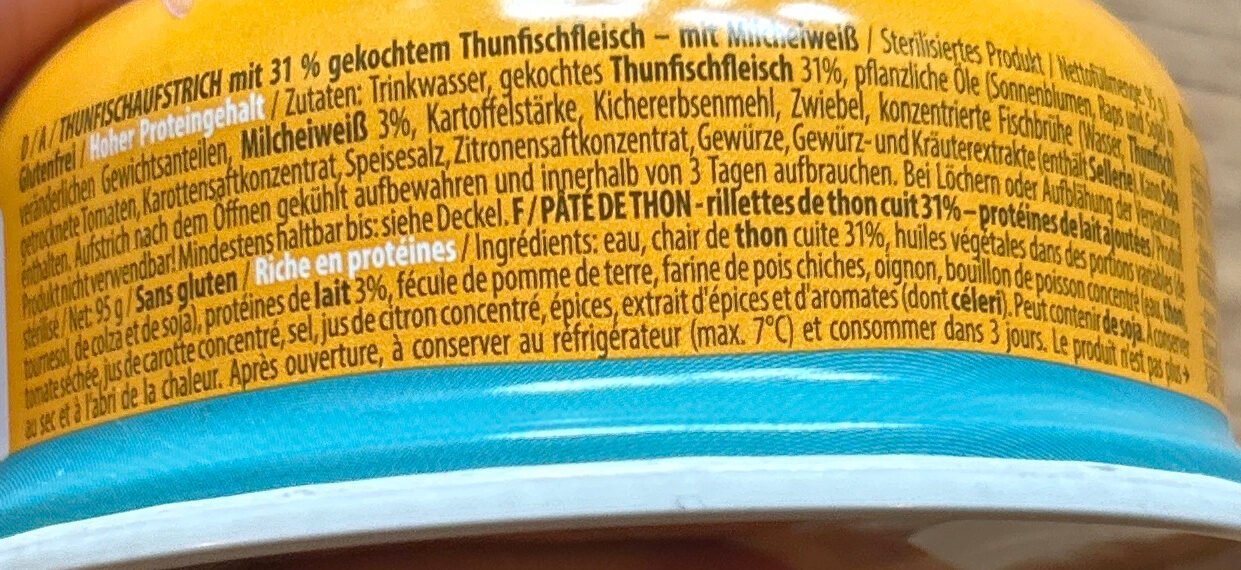 D/A/THUNFISCHAUFSTRICH mit 31 % gekochtem Thunfischfleisch – mit Milcheiweiß / Sterilisiertes Produkt / Nettofüllmenge 95 g /
Glutenfrei / Hoher Proteingehalt / Zutaten: Trinkwasser, gekochtes Thunfischfleisch 31%, pflanzliche Öle (Sonnenblumen, Raps und Soja) in
veränderlichen Gewichtsanteilen, Milcheiweiß 3%, Kartoffelstärke, Kichererbsenmehl, Zwiebel, konzentrierte Fischbrühe (Wasser, Thunfisch),
getrocknete Tomaten, Karottensaftkonzentrat, Speisesalz, Zitronensaftkonzentrat, Gewürze, Gewürz- und Kräuterextrakte (enthält Sellerie). Kann Soja
enthalten. Aufstrich nach dem Öffnen gekühlt aufbewahren und innerhalb von 3 Tagen aufbrauchen. Bei Löchern oder Aufblähung der Verpackung
Produkt nicht verwendbar! Mindestens haltbar bis: siehe Deckel. F/PÂTÉ DE THON - rillettes de thon cuit 31% – protéines de lait ajoutées. Produit
stérilisé / Net: 95 g / Sans gluten / Riche en protéines / Ingrédients: eau, chair de thon cuite 31%, huiles végétales dans des portions variables (de
tournesol, de colza et de soja), protéines de lait 3%, fécule de pomme de terre, farine de pois chiches, oignon, bouillon de poisson concentré (eau, thon),
tomate séchée, jus de carotte concentré, sel, jus de citron concentré, épices, extrait d'épices et d'aromates (dont céleri). Peut contenir de soja. A conserver
au sec et à l'abri de la chaleur. Après ouverture, à conserver au réfrigérateur (max. 7°C) et consommer dans 3 jours. Le produit n'est pas plus →